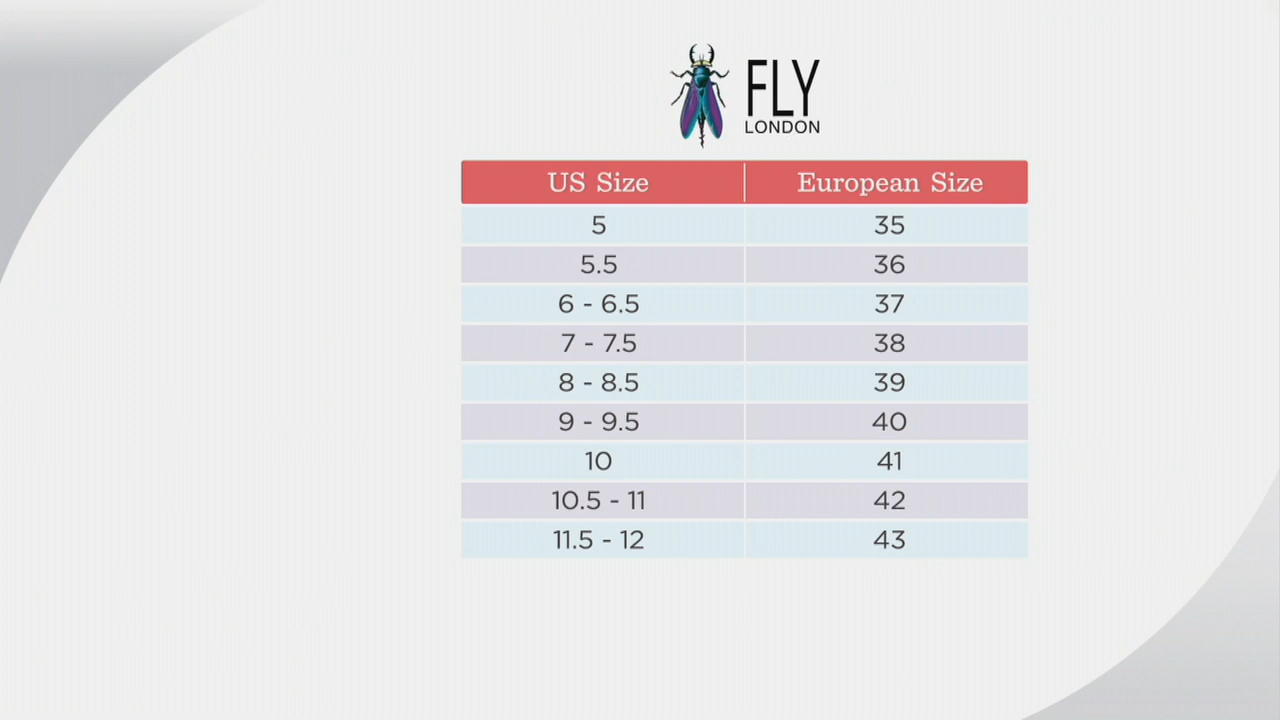 FLY
LONDON
US Size European Size
5 35
5.5 36
6 - 6.5 37
7 - 7.5 38
8 - 8.5 39
9 - 9.5 40
10 41
10.5 - 11 42
11.5 - 12 43